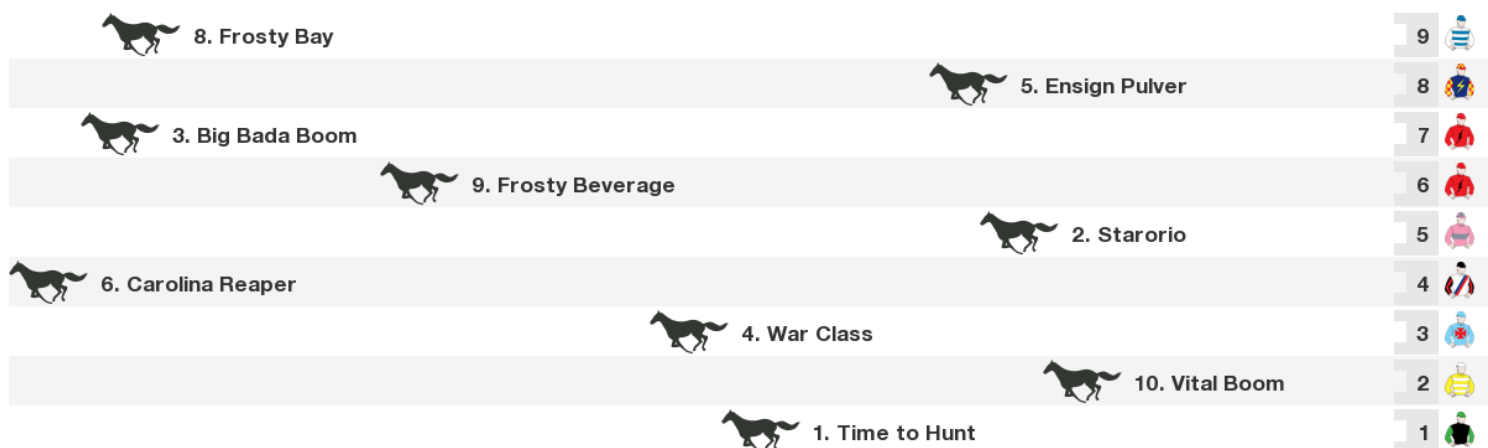 8. Frosty Bay 9
5. Ensign Pulver 8
3. Big Bada Boom 7
9. Frosty Beverage 6
2. Starorio 5
6. Carolina Reaper 4
4. War Class 3
10. Vital Boom 2
1. Time to Hunt 1